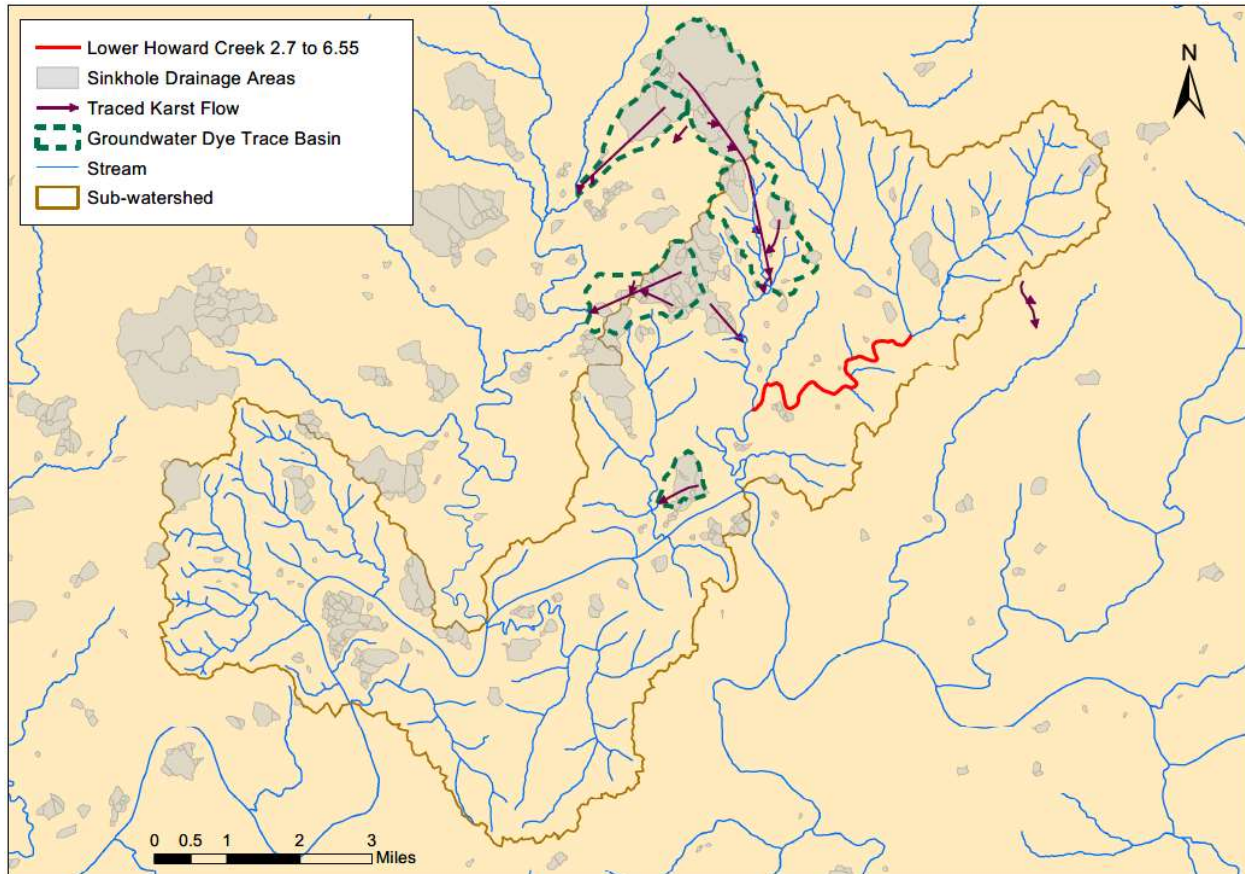 Lower Howard Creek 2.7 to 6.55
Sinkhole Drainage Areas
Traced Karst Flow
Groundwater Dye Trace Basin
Stream
Sub-watershed
N
0 0.5 1 2 3
Miles